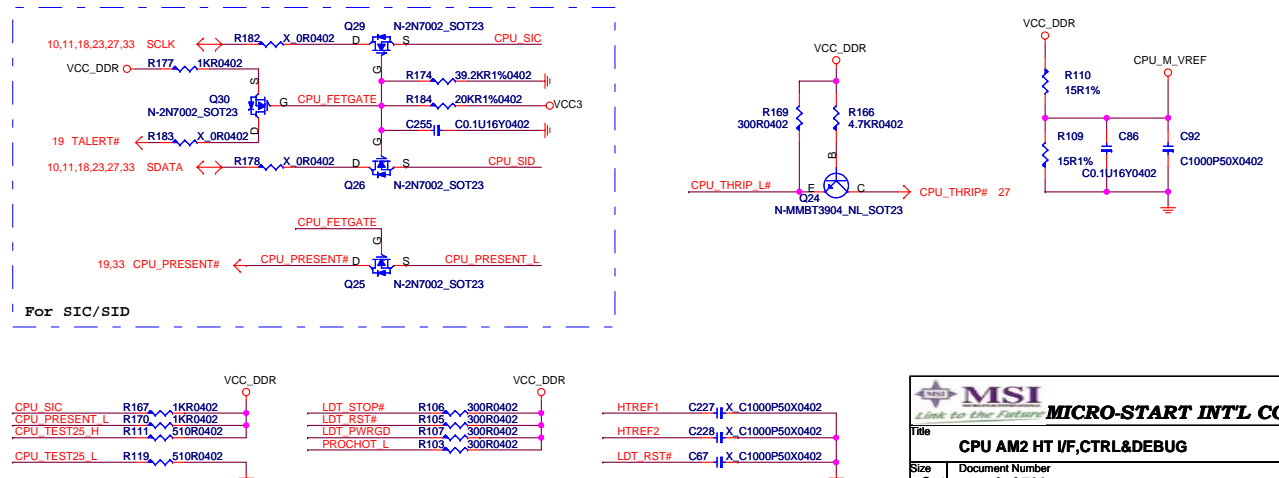 Q29 N-2N7002_SOT23
10,11,18,23,27,33 SCLK R182 X_0R0402 D S CPU_SIC
G
VCC_DDR R177 1KR0402
R174 39.2KR1%0402
S
Q30 G CPU_FETGATE R184 20KR1%0402 VCC3
N-2N7002_SOT23
D
C255 C0.1U16Y0402
19 TALERT# R183 X_0R0402
G
10,11,18,23,27,33 SDATA R178 X_0R0402 D S CPU_SID
Q26 N-2N7002_SOT23
CPU_FETGATE
G
19,33 CPU_PRESENT# CPU_PRESENT# D S CPU_PRESENT_L
Q25 N-2N7002_SOT23
For SIC/SID
VCC_DDR
R169 300R0402
R166 4.7KR0402
B
CPU_THRIP_L# E C CPU_THRIP# 27
Q24
N-MMBT3904_NL_SOT23
VCC_DDR
CPU_M_VREF
R110
15R1%
R109 C86 C92
15R1% C1000P50X0402
C0.1U16Y0402
VCC_DDR
CPU_SIC R167 1KR0402
CPU_PRESENT_L R170 1KR0402
CPU_TEST25_H R111 510R0402
CPU_TEST25_L R119 510R0402
VCC_DDR
LDT_STOP# R106 300R0402
LDT_RST# R105 300R0402
LDT_PWRGD R107 300R0402
PROCHOT_L R103 300R0402
HTREF1 C227 X_C1000P50X0402
HTREF2 C228 X_C1000P50X0402
LDT_RST# C67 X_C1000P50X0402
MSI
Link to the Future MICRO-START INT'L CO
Title
CPU AM2 HT I/F,CTRL&DEBUG
Size Document Number